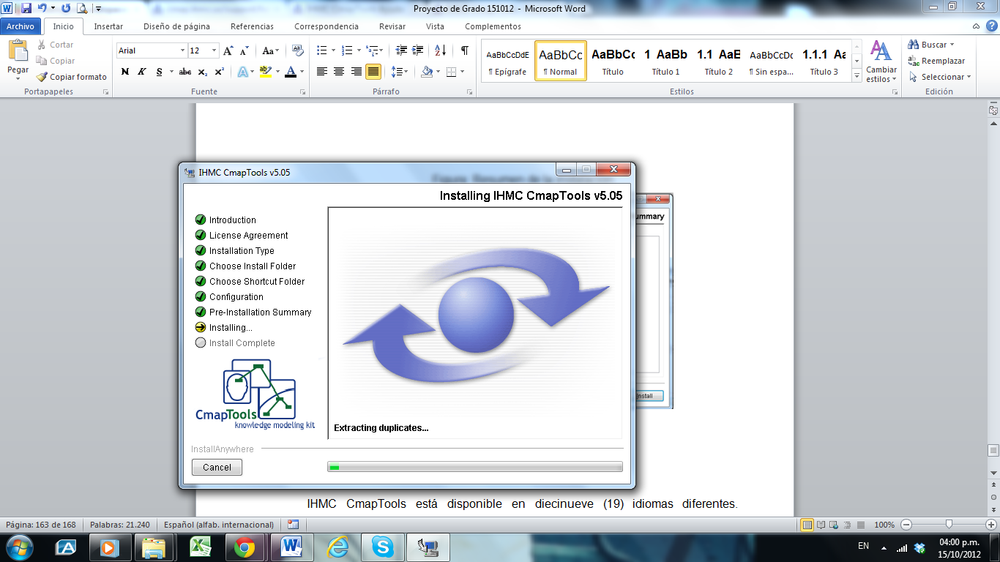 Proyecto de Grado 151012 - Microsoft Word
Archivo Inicio Insertar Diseño de página Referencias Correspondencia Revisar Vista Complementos
Pegar
Cortar
Copiar
Copiar formato
Portapapeles
Arial 12
N K S abc x₂ x²
Fuente
Párrafo
AaBbCcDdE AaBbCc AaBbCc 1 AaBb 1.1 AaB AaBbCcDc 1.1.1 Aa
¶ Epígrafe ¶ Normal Título Título 1 Título 2 ¶ Sin espa... Título 3
Estilos
Cambiar estilos
Buscar
Reemplazar
Seleccionar
Edición
IHMC CmapTools v5.05
Installing IHMC CmapTools v5.05
Introduction
License Agreement
Installation Type
Choose Install Folder
Choose Shortcut Folder
Configuration
Pre-Installation Summary
Installing...
Install Complete
CmapTools
knowledge modeling kit
Extracting duplicates...
InstallAnywhere
Cancel
ummary
Install
IHMC CmapTools está disponible en diecinueve (19) idiomas diferentes.
Página: 163 de 168 Palabras: 21.240 Español (alfab. internacional) 100%
EN
04:00 p.m.
15/10/2012